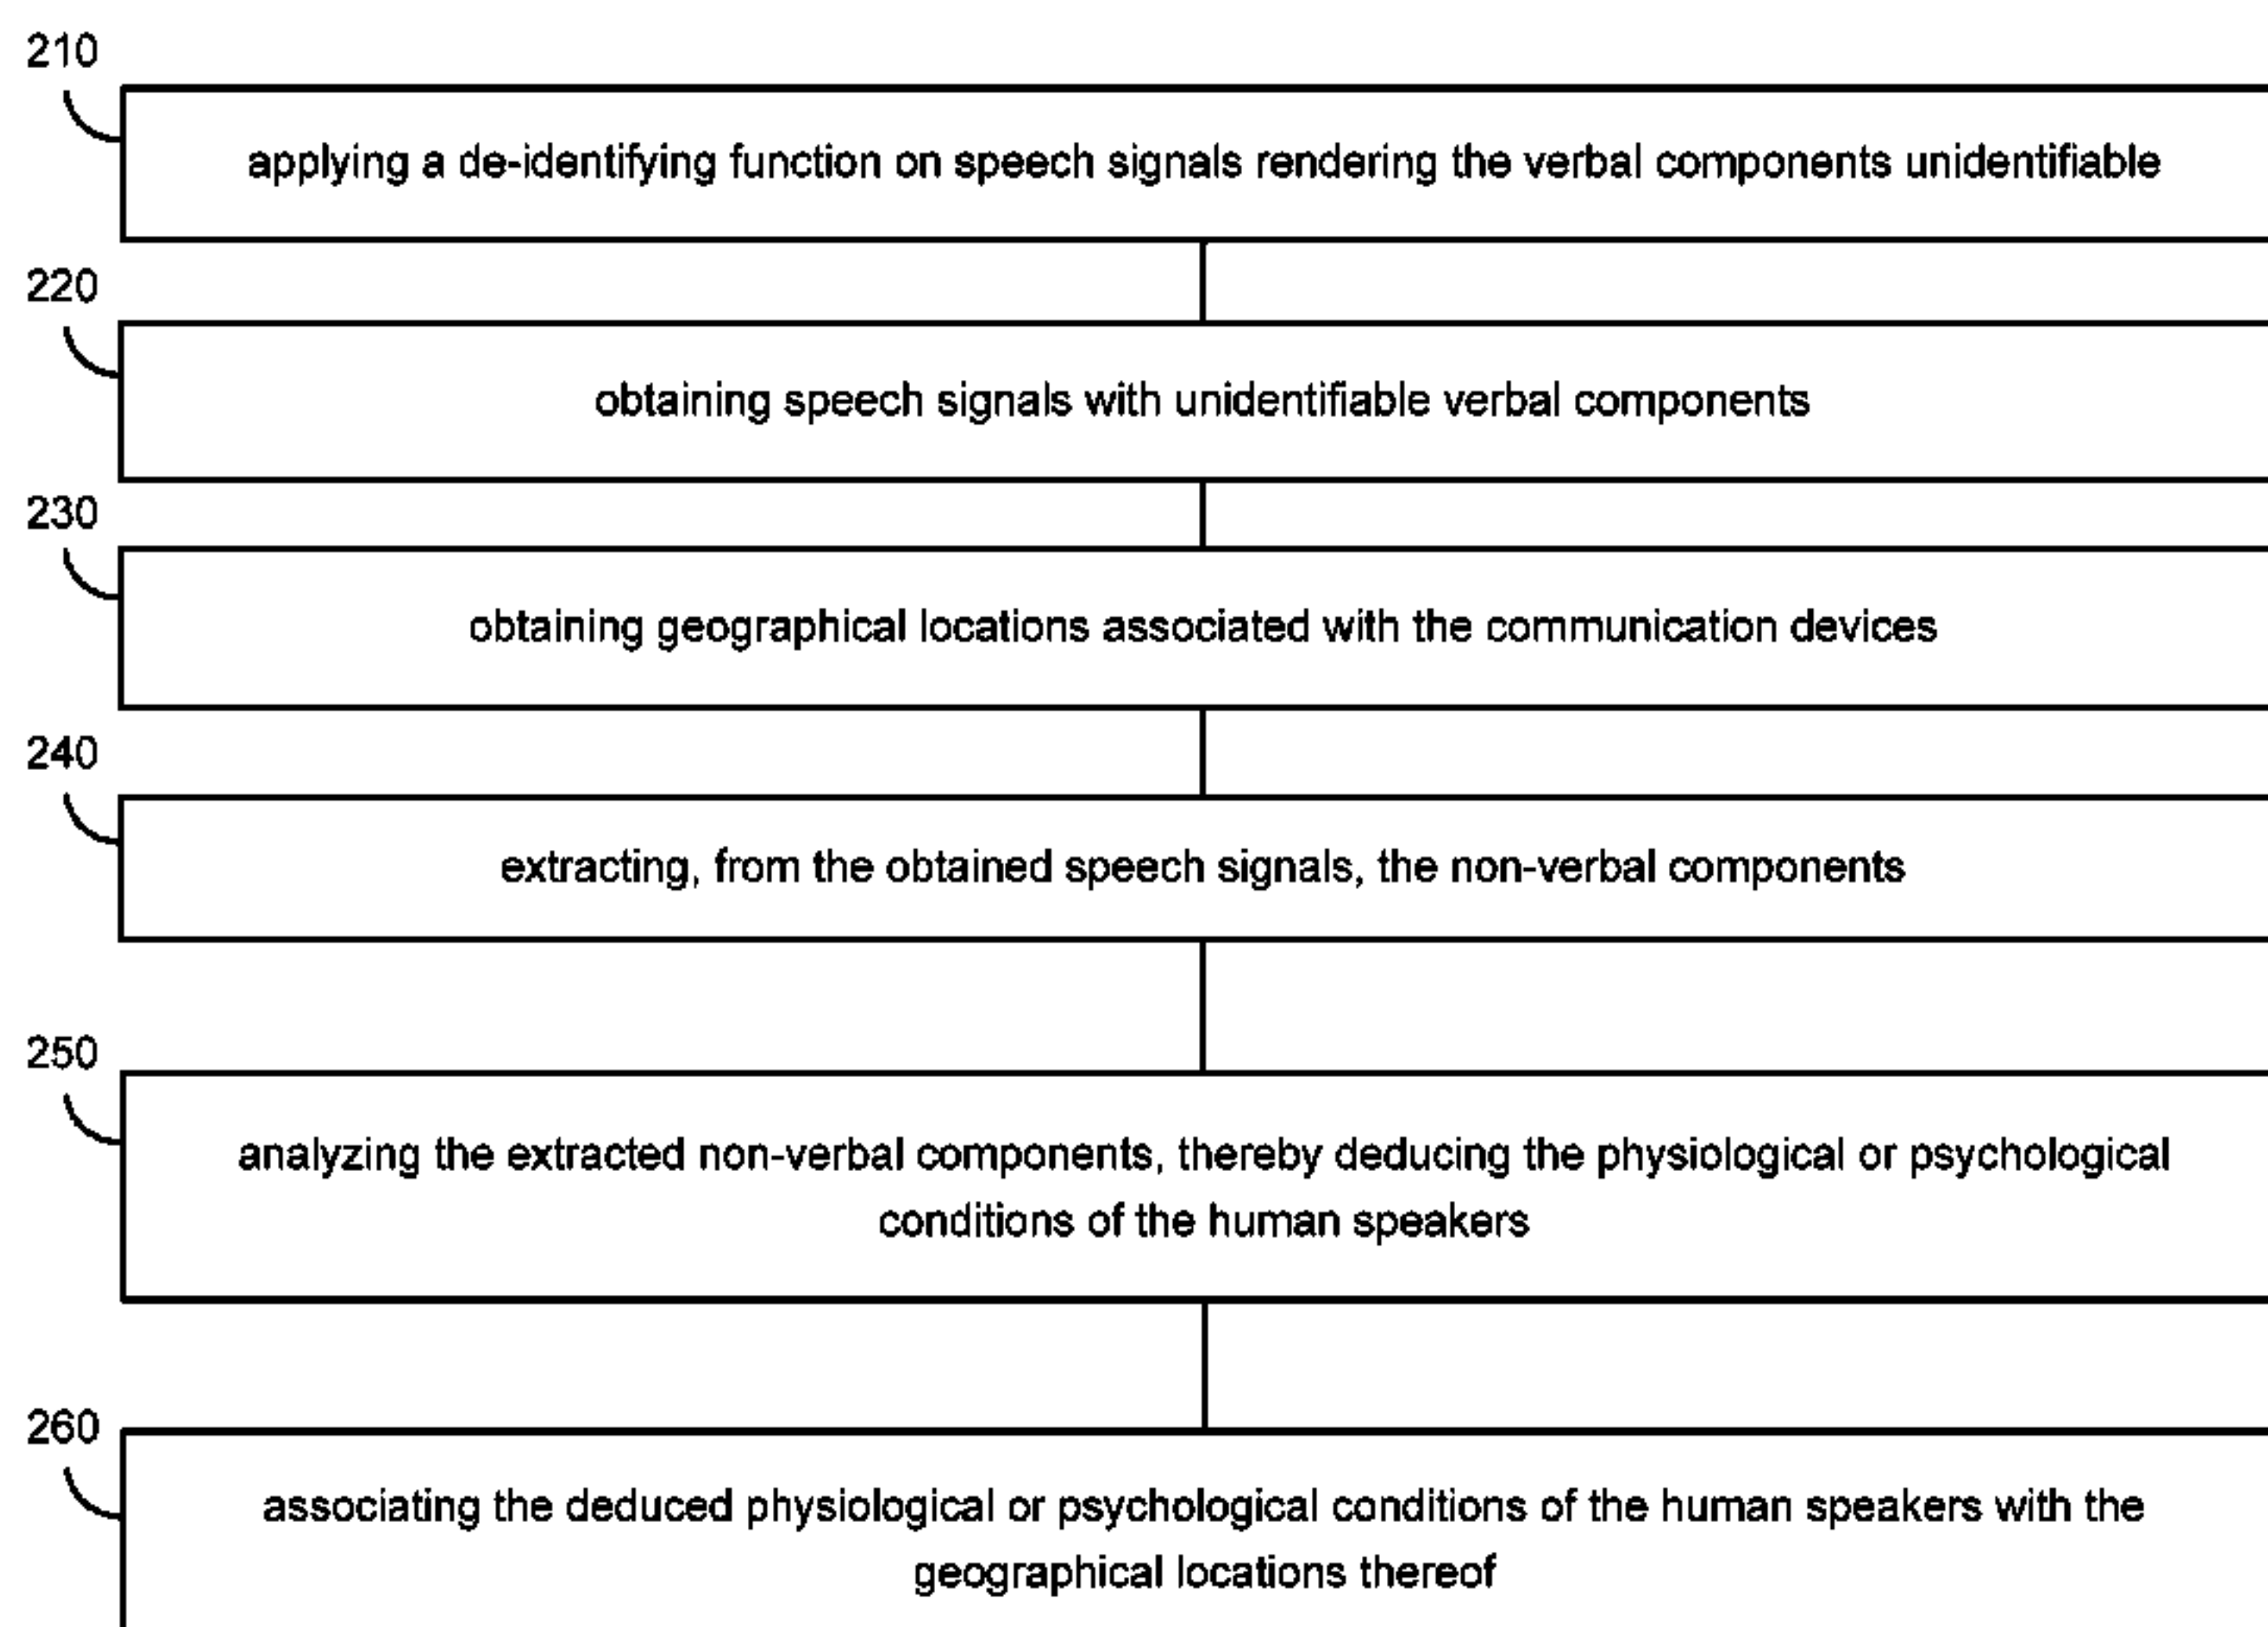 210
applying a de-identifying function on speech signals rendering the verbal components unidentifiable
220
obtaining speech signals with unidentifiable verbal components
230
obtaining geographical locations associated with the communication devices
240
extracting, from the obtained speech signals, the non-verbal components
250
analyzing the extracted non-verbal components, thereby deducing the physiological or psychological
conditions of the human speakers
260
associating the deduced physiological or psychological conditions of the human speakers with the
geographical locations thereof